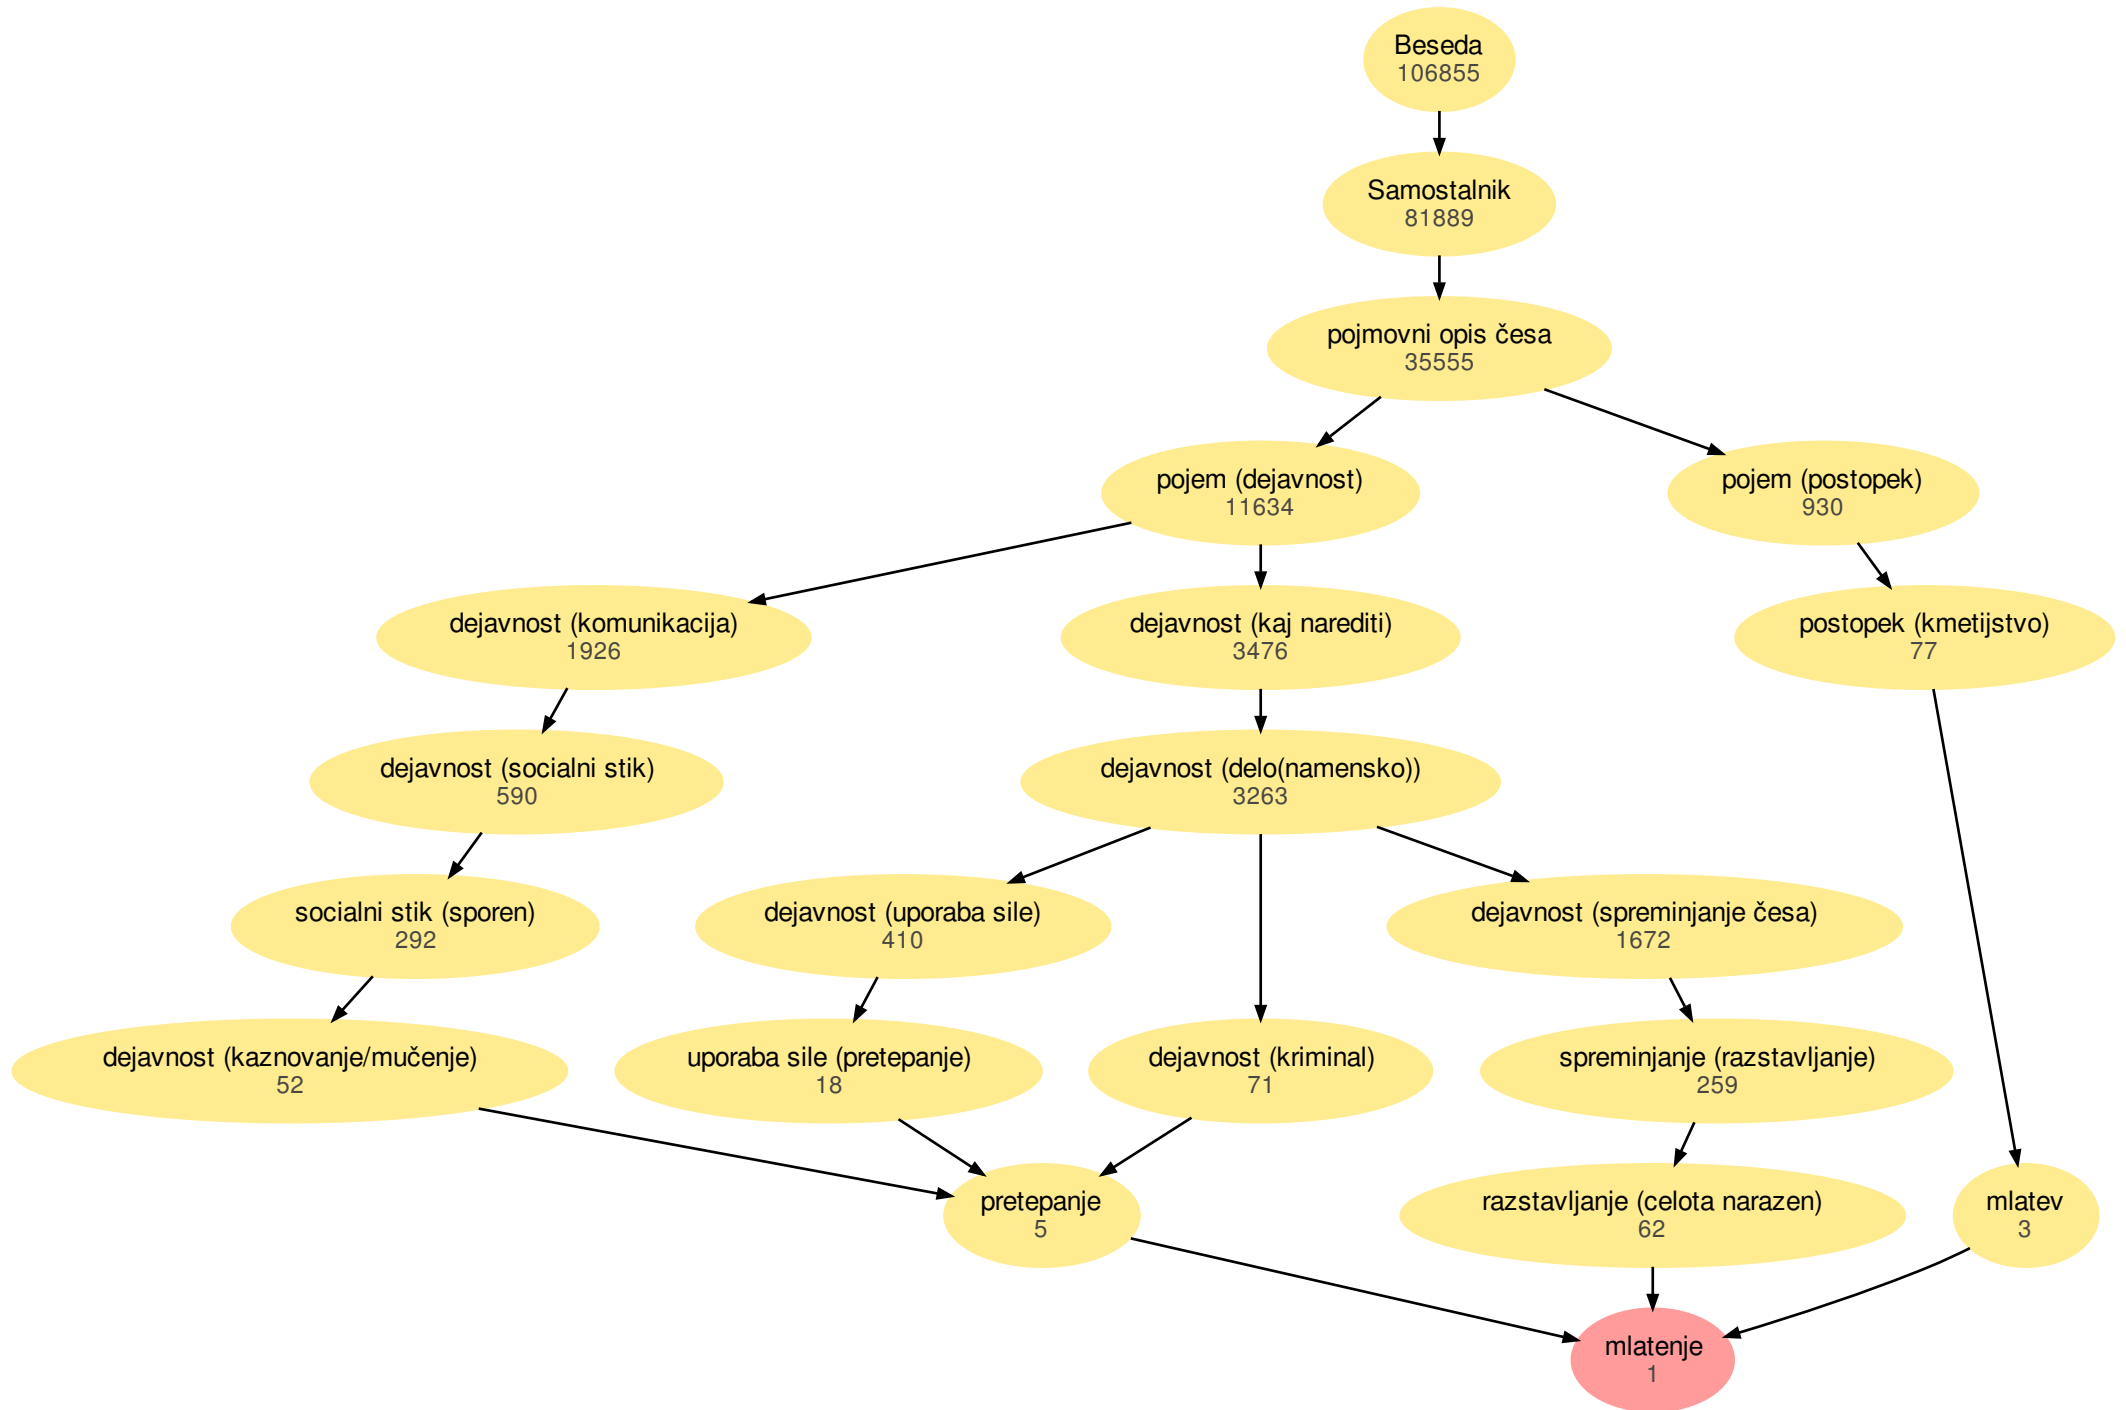 Beseda
106855
Samostalnik
81889
pojmovni opis česa
35555
pojem (dejavnost)
11634
pojem (postopek)
930
dejavnost (komunikacija)
1926
dejavnost (kaj narediti)
3476
postopek (kmetijstvo)
77
dejavnost (socialni stik)
590
dejavnost (delo(namensko))
3263
socialni stik (sporen)
292
dejavnost (uporaba sile)
410
dejavnost (spreminjanje česa)
1672
dejavnost (kaznovanje/mučenje)
52
uporaba sile (pretepanje)
18
dejavnost (kriminal)
71
spreminjanje (razstavljanje)
259
pretepanje
5
razstavljanje (celota narazen)
62
mlatev
3
mlatenje
1